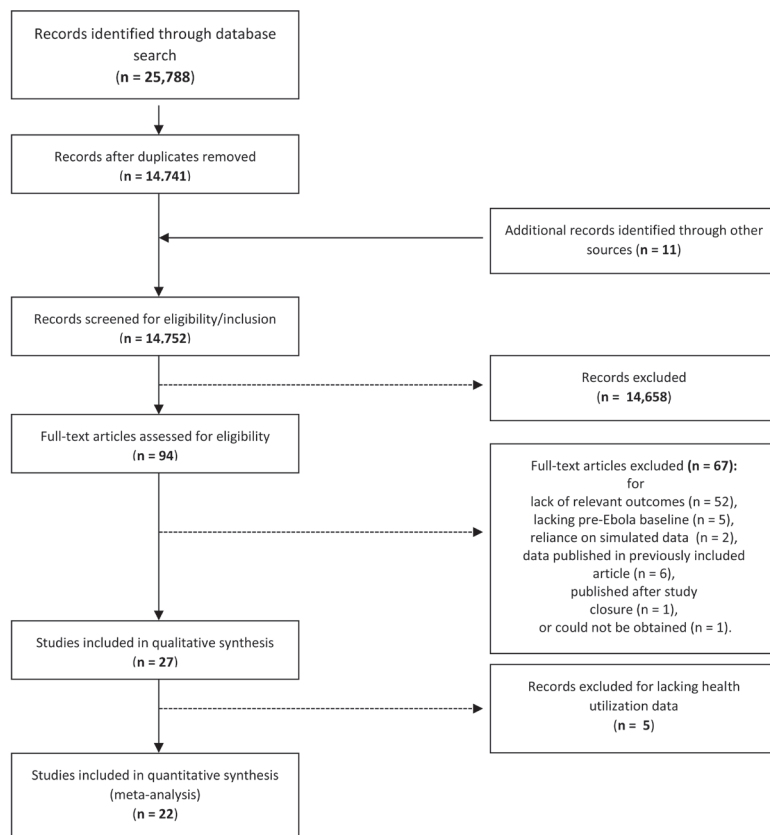 Records identified through database
search
(n = 25,788)
Records after duplicates removed
(n = 14,741)
Additional records identified through other
sources (n = 11)
Records screened for eligibility/inclusion
(n = 14,752)
Records excluded
(n = 14,658)
Full-text articles assessed for eligibility
(n = 94)
Full-text articles excluded (n = 67):
for
lack of relevant outcomes (n = 52),
lacking pre-Ebola baseline (n = 5),
reliance on simulated data (n = 2),
data published in previously included
article (n = 6),
published after study
closure (n = 1),
or could not be obtained (n = 1).
Studies included in qualitative synthesis
(n = 27)
Records excluded for lacking health
utilization data
(n = 5)
Studies included in quantitative synthesis
(meta-analysis)
(n = 22)